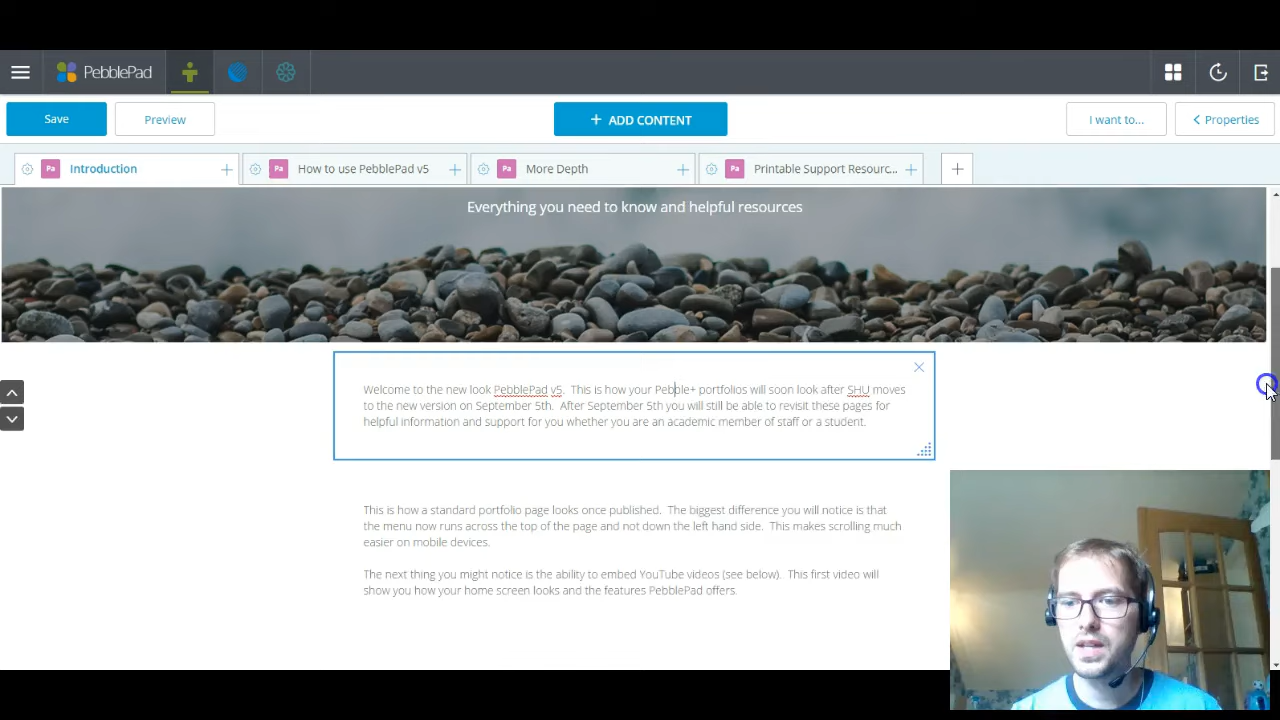 PebblePad
Save
Preview
+ ADD CONTENT
I want to...
Properties
Pa Introduction
Pa How to use PebblePad v5
Pa More Depth
Pa Printable Support Resourc...
Everything you need to know and helpful resources
Welcome to the new look PebblePad v5. This is how your Pebble+ portfolios will soon look after SHU moves
to the new version on September 5th. After September 5th you will still be able to revisit these pages for
helpful information and support for you whether you are an academic member of staff or a student.
This is how a standard portfolio page looks once published. The biggest difference you will notice is that
the menu now runs across the top of the page and not down the left hand side. This makes scrolling much
easier on mobile devices.
The next thing you might notice is the ability to embed YouTube videos (see below). This first video will
show you how your home screen looks and the features PebblePad offers.